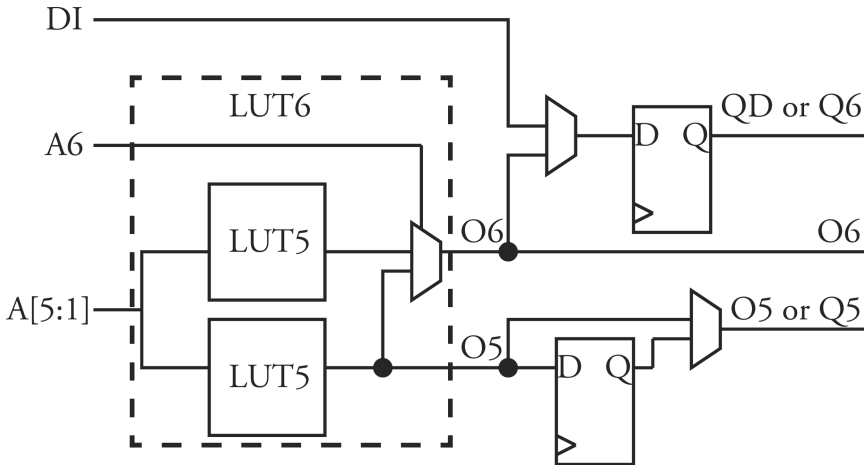 DI
LUT6
QD or Q6
D
Q
A6
LUT5
O6
O6
A[5:1]
O5 or Q5
O5
LUT5
D
Q